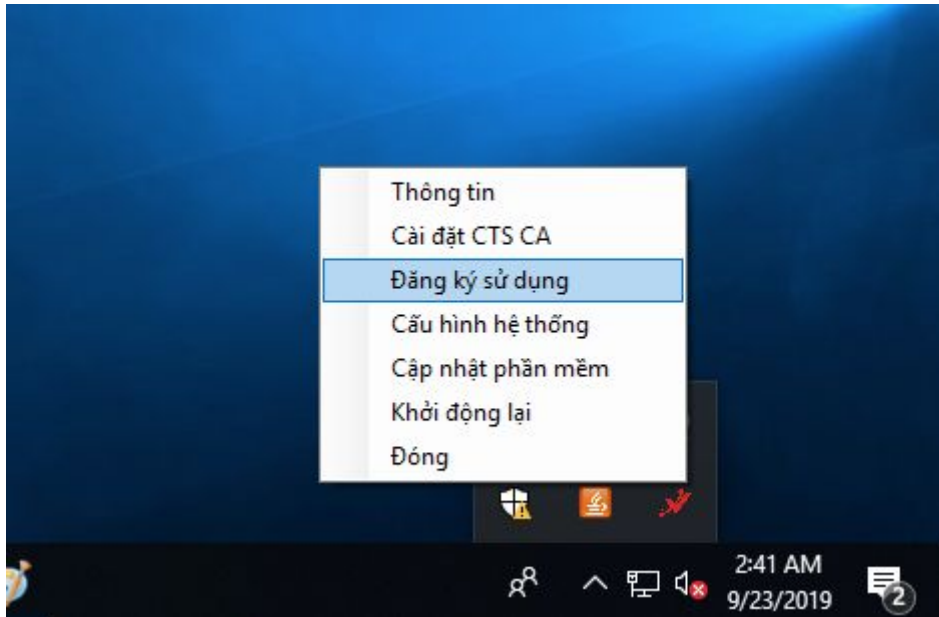 Thông tin
Cài đặt CTS CA
Đăng ký sử dụng
Cấu hình hệ thống
Cập nhật phần mềm
Khởi động lại
Đóng
2:41 AM
9/23/2019
2